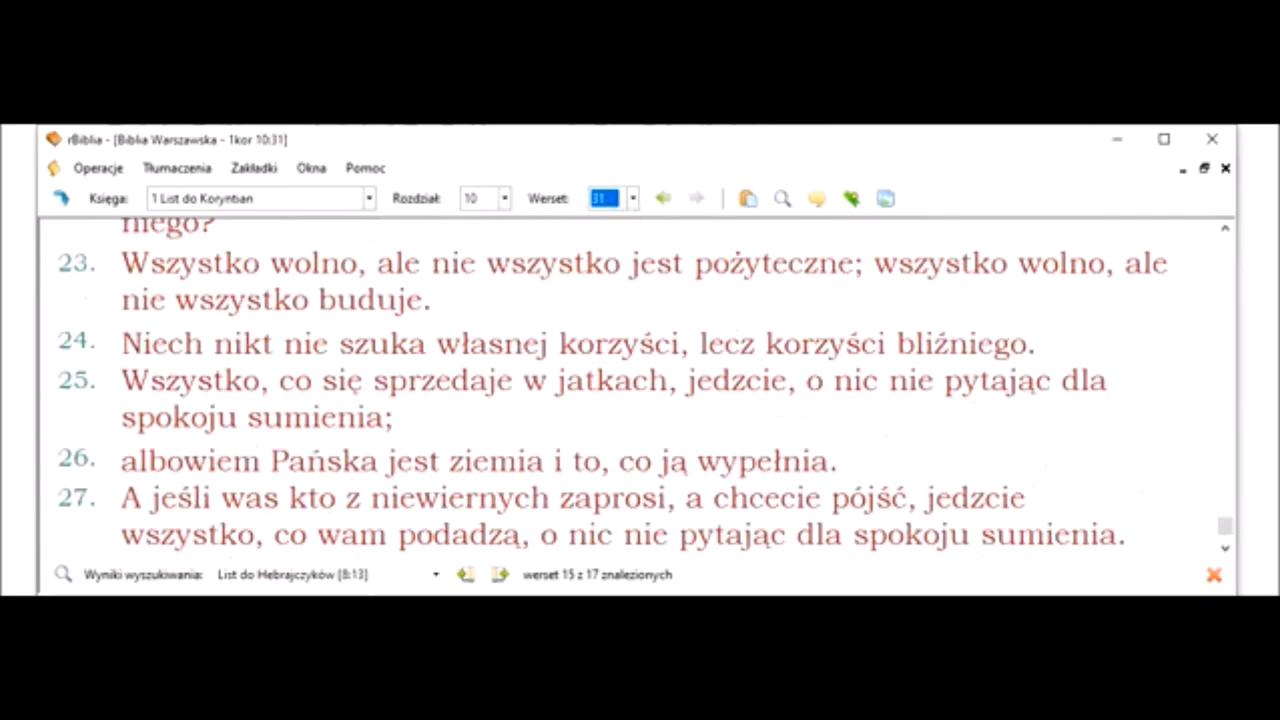 rBiblia - [Biblia Warszawska - 1kor 10:31]
Operacje Tłumaczenia Zakładki Okna Pomoc
Księga: 1 List do Koryntian Rozdział: 10 Werset: 31
niego?
23. Wszystko wolno, ale nie wszystko jest pożyteczne; wszystko wolno, ale
nie wszystko buduje.
24. Niech nikt nie szuka własnej korzyści, lecz korzyści bliźniego.
25. Wszystko, co się sprzedaje w jatkach, jedzcie, o nic nie pytając dla
spokoju sumienia;
26. albowiem Pańska jest ziemia i to, co ją wypełnia.
27. A jeśli was kto z niewiernych zaprosi, a chcecie pójść, jedzcie
wszystko, co wam podadzą, o nic nie pytając dla spokoju sumienia.
Wyniki wyszukiwania: List do Hebrajczyków [8:13] werset 15 z 17 znalezionych